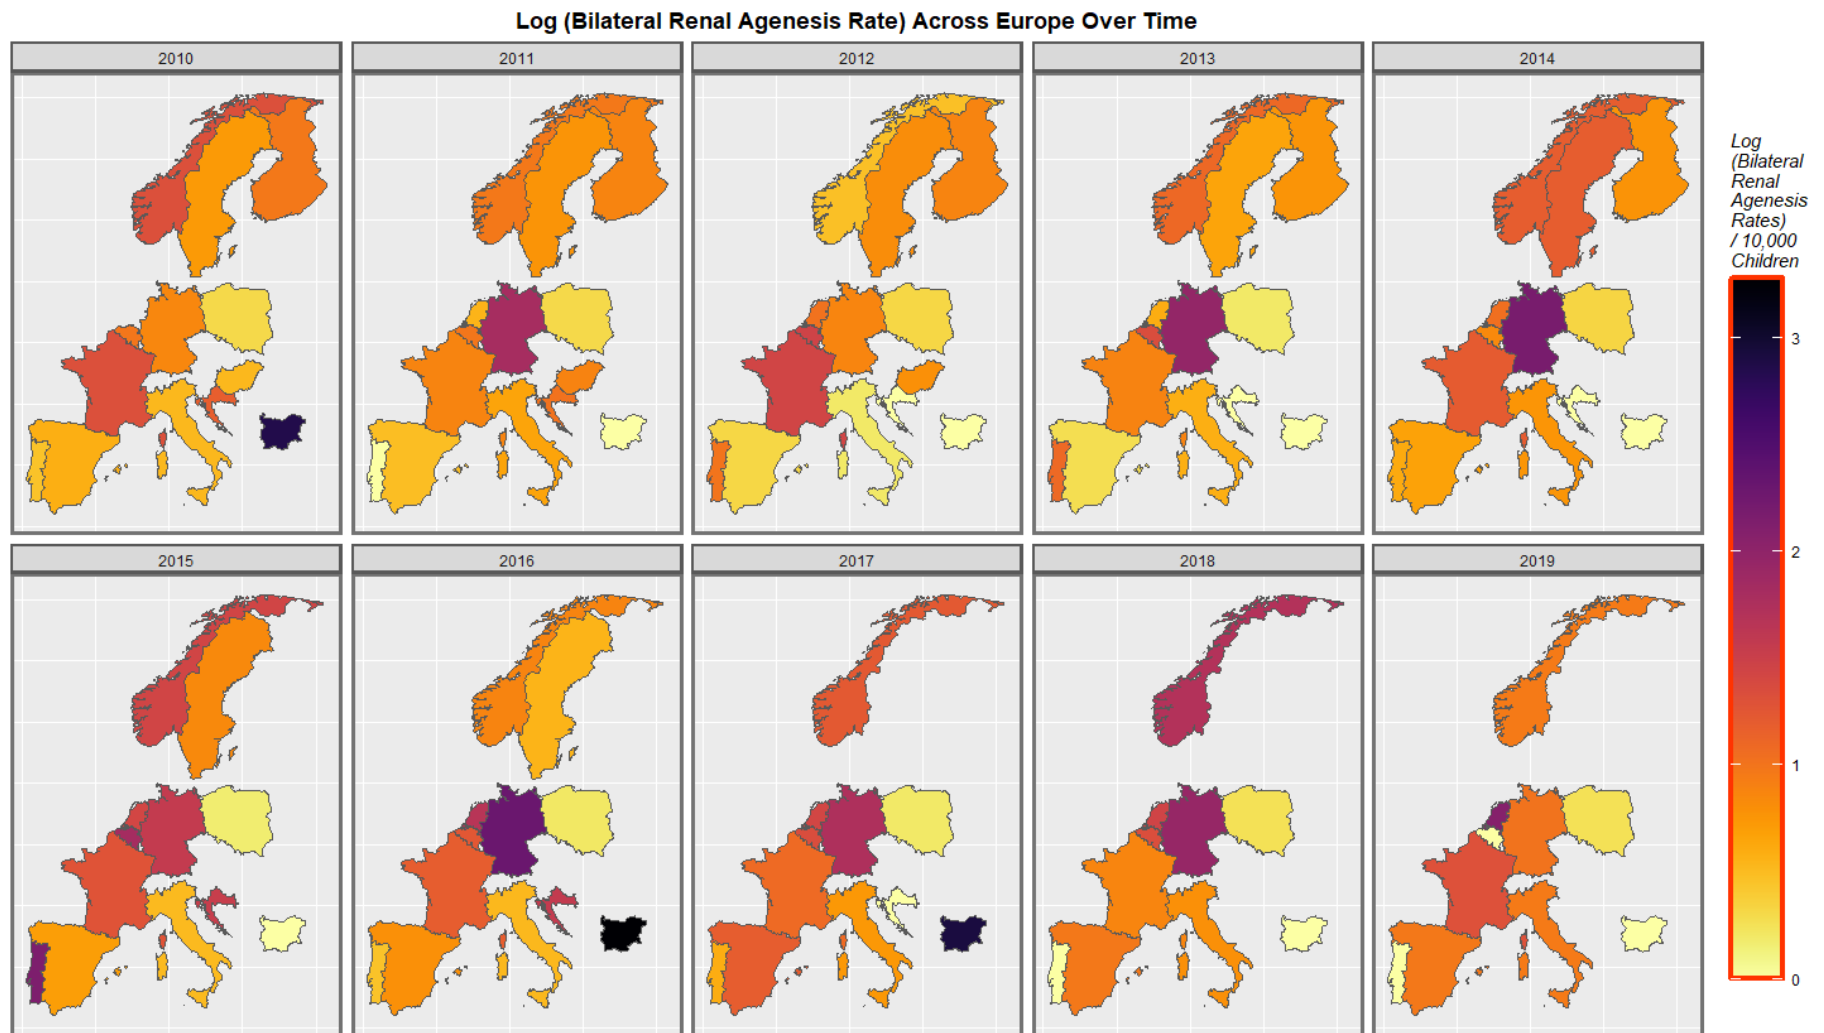 Log (Bilateral Renal Agenesis Rate) Across Europe Over Time
2010
2011
2012
2013
2014
Log
(Bilateral
Renal
Agenesis
Rates)
/ 10,000
Children
3
2
1
0
2015
2016
2017
2018
2019